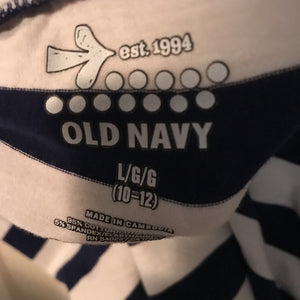 est. 1994
OLD NAVY
L/G/G
(10-12)
MADE IN CAMBODIA